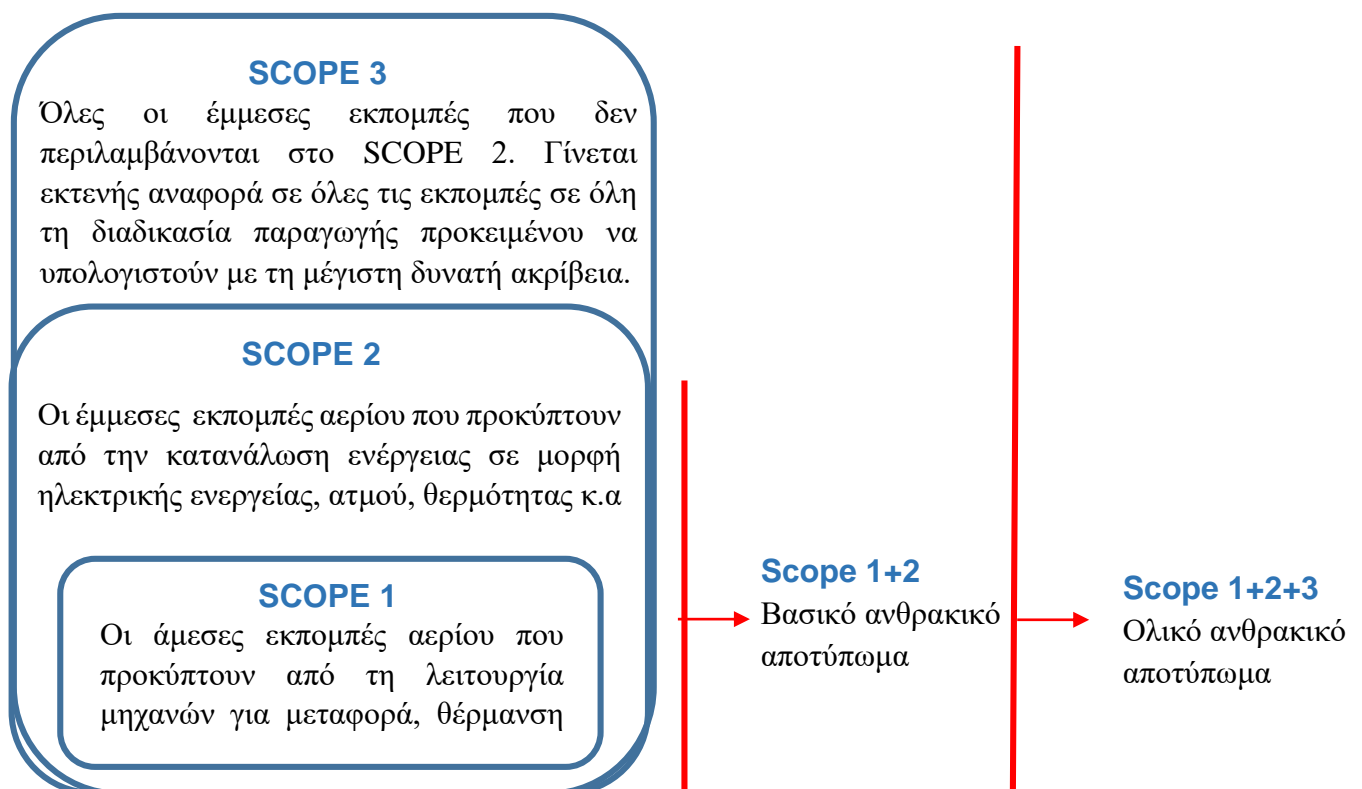 SCOPE 3
Όλες οι έμμεσες εκπομπές που δεν
περιλαμβάνονται στο SCOPE 2. Γίνεται
εκτενής αναφορά σε όλες τις εκπομπές σε όλη
τη διαδικασία παραγωγής προκειμένου να
υπολογιστούν με τη μέγιστη δυνατή ακρίβεια.
SCOPE 2
Οι έμμεσες εκπομπές αερίου που προκύπτουν
από την κατανάλωση ενέργειας σε μορφή
ηλεκτρικής ενεργείας, ατμού, θερμότητας κ.α
SCOPE 1
Οι άμεσες εκπομπές αερίου που
προκύπτουν από τη λειτουργία
μηχανών για μεταφορά, θέρμανση
Scope 1+2
Βασικό ανθρακικό
αποτύπωμα
Scope 1+2+3
Ολικό ανθρακικό
αποτύπωμα